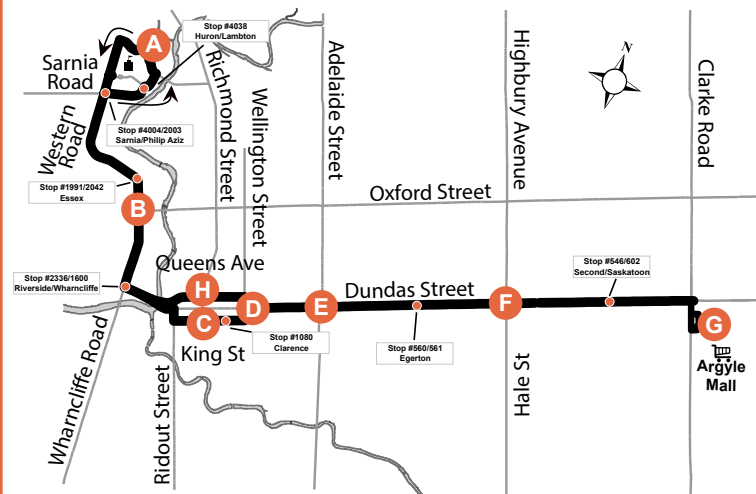 Stop #4038
Huron/Lambton
A
N
Sarnia
Road
Richmond Street
Adelaide Street
Highbury Avenue
Clarke Road
Wellington Street
Western
Road
Stop #4004/2003
Sarnia/Philip Aziz
Stop #1991/2042
Essex
Oxford Street
B
Queens Ave
Stop #546/602
Second/Saskatoon
Stop #2336/1600
Riverside/Wharncliffe
H
Dundas Street
D
E
F
C
G
Stop #1080
Clarence
King St
Stop #560/561
Egerton
Argyle
Mall
Wharncliffe Road
Ridout Street
Hale St